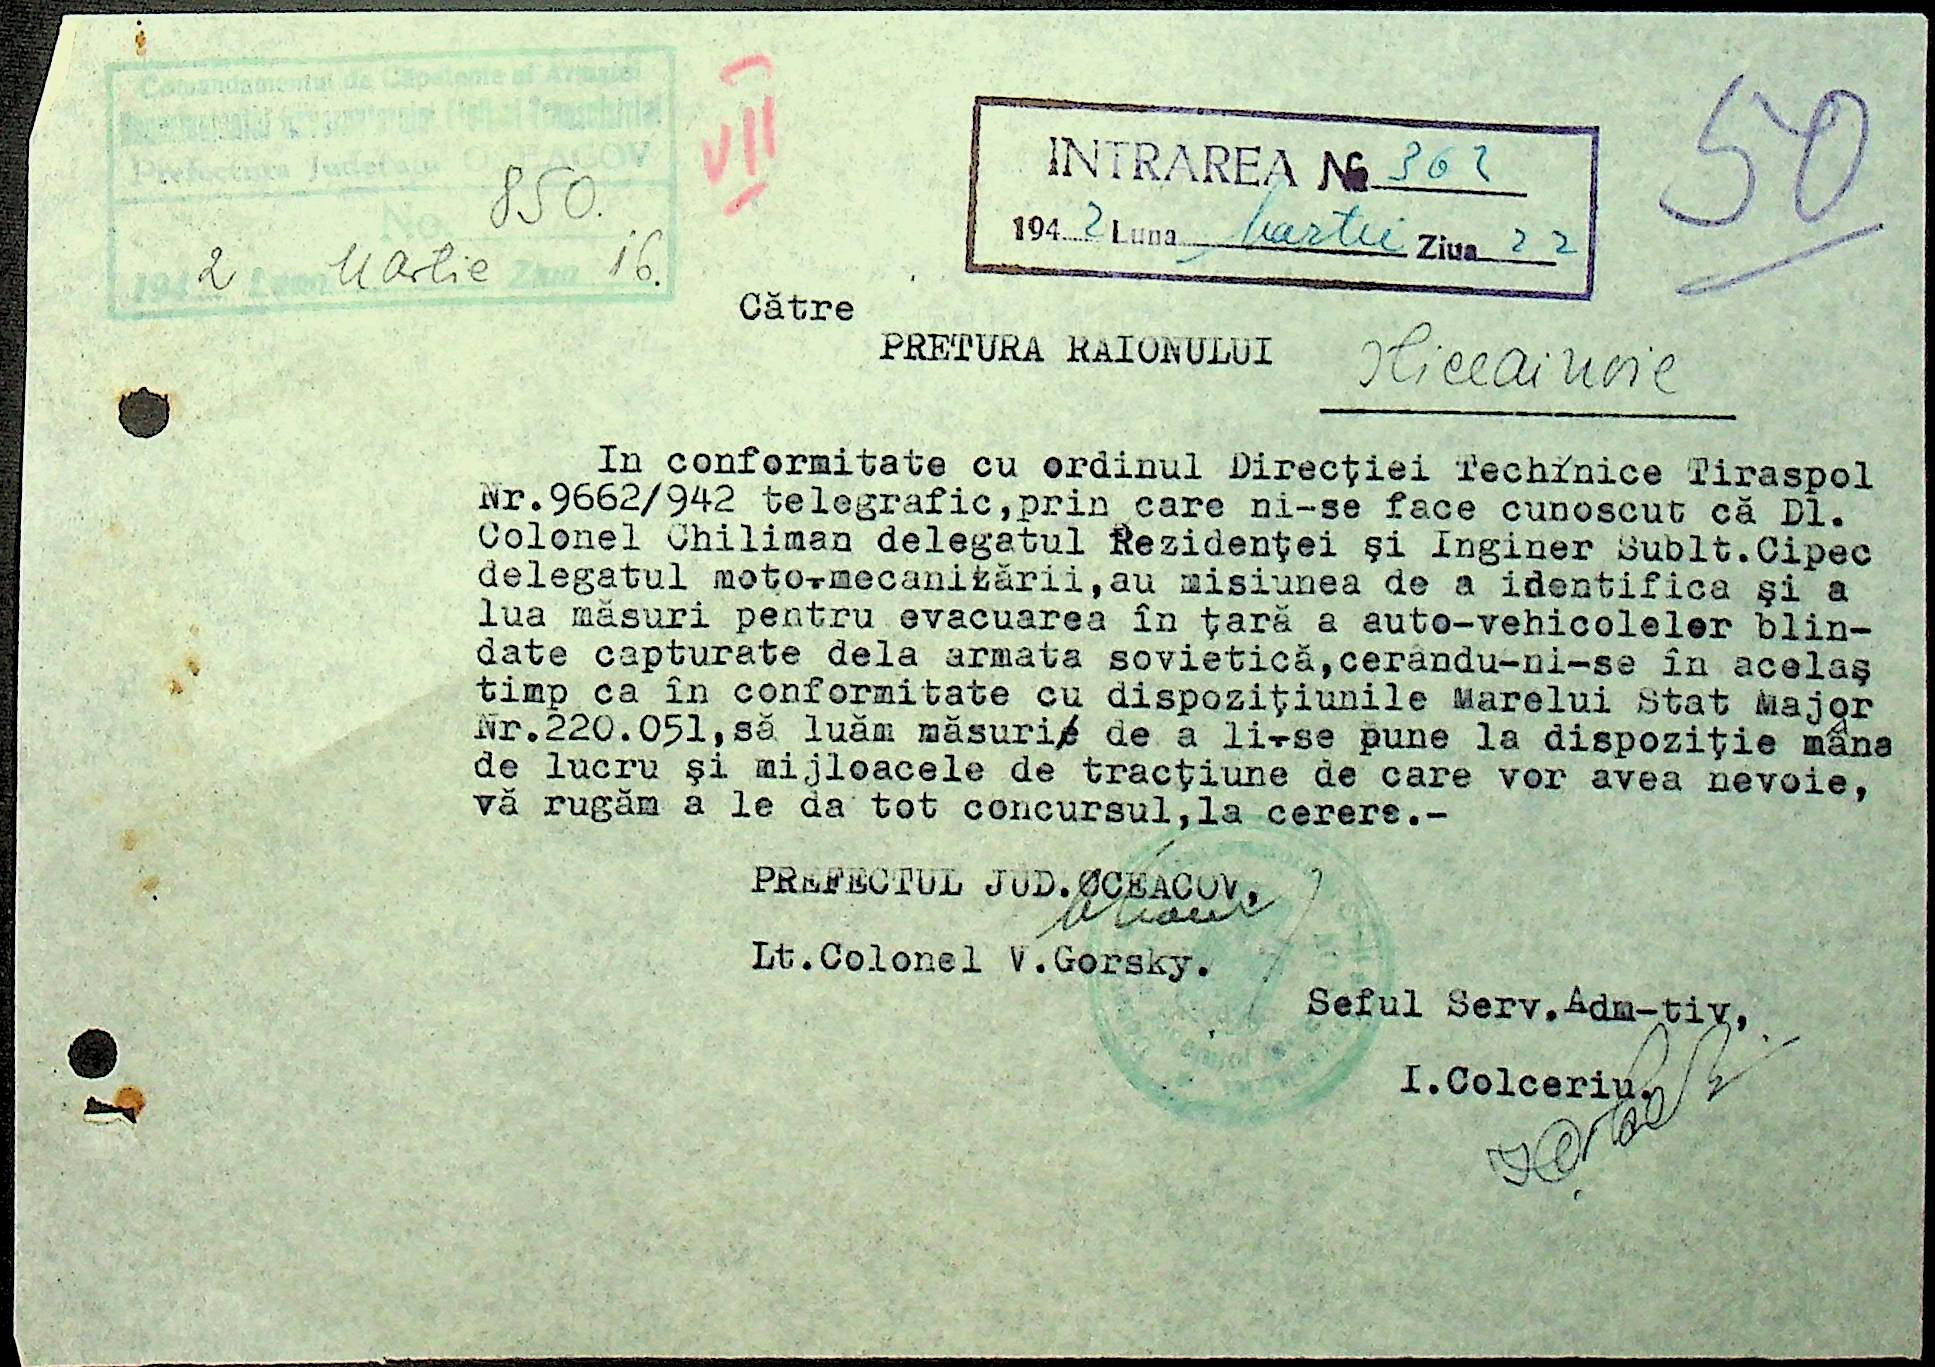 Comandamentul de Căpetenie al Armatei
Prefectura Județului OCEACOV
No 850.
1942 Luna Martie Ziua 16.
VII
INTRAREA № 362
1942 Luna Martie Ziua 22
50
Către
PRETURA RAIONULUI
In conformitate cu ordinul Direcţiei Techinice Tiraspol
Nr.9662/942 telegrafic,prin care ni-se face cunoscut că Dl.
Colonel Chiliman delegatul Rezidenţei şi Inginer Sublt.Cipec
delegatul moto-mecanizării,au misiunea de a identifica şi a
lua măsuri pentru evacuarea în ţară a auto-vehicolelor blin-
date capturate dela armata sovietică,cerându-ni-se în acelaş
timp ca în conformitate cu dispoziţiunile Marelui Stat Major
Nr.220.051,să luăm măsuri de a li-se pune la dispoziţie mâna
de lucru şi mijloacele de tracţiune de care vor avea nevoie,
vă rugăm a le da tot concursul,la cerere.-
PREFECTUL JUD.OCEACOV,
Lt.Colonel V.Gorsky.
Seful Serv.Adm-tiv,
I.Colceriu.